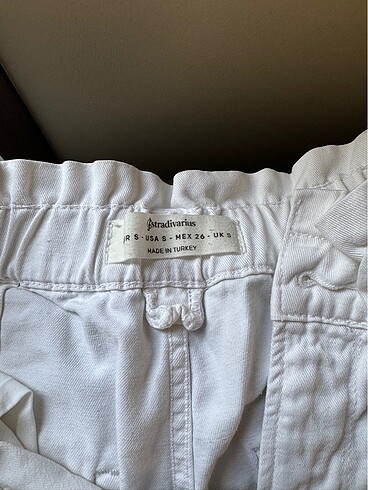 stradivarius
R S - USA S - MEX 26 - UK S
MADE IN TURKEY